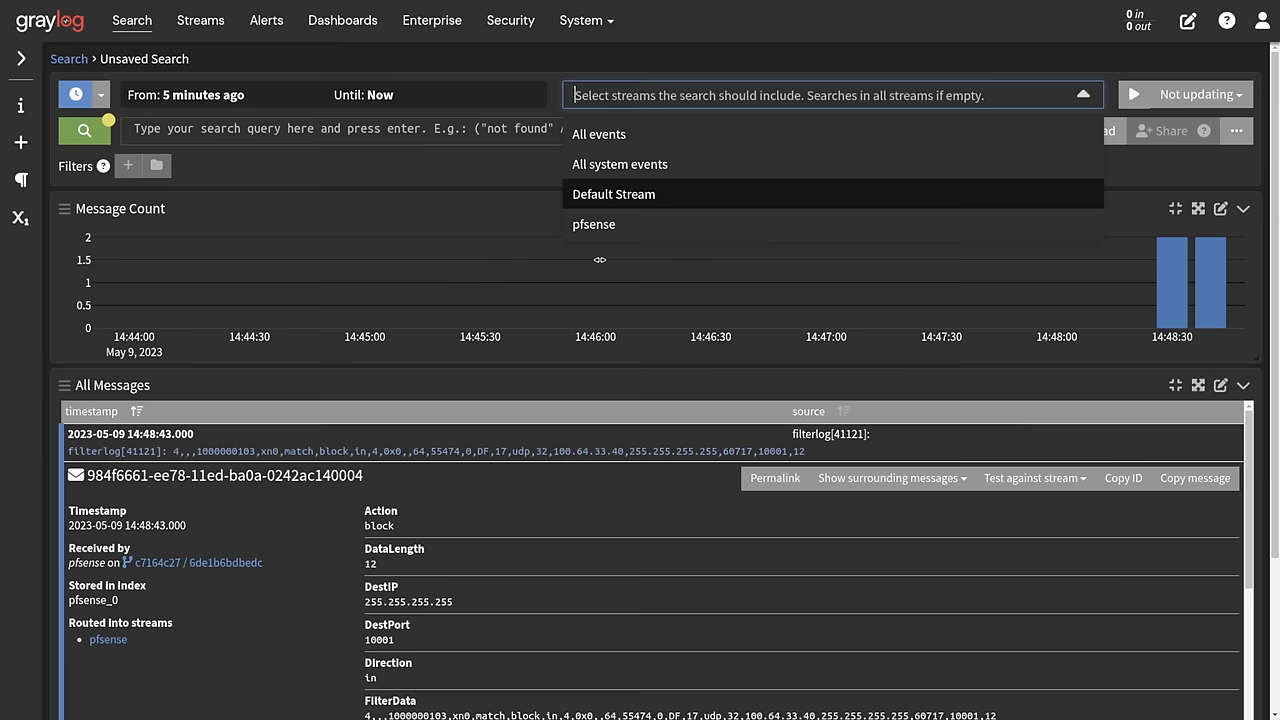 graylog Search Streams Alerts Dashboards Enterprise Security System 0 in
0 out
Search > Unsaved Search
From: 5 minutes ago Until: Now Select streams the search should include. Searches in all streams if empty. Not updating
Type your search query here and press enter. E.g.: ("not found" ad Share
Filters
All events
All system events
Default Stream
pfsense
Message Count
2
1.5
1
0.5
0
14:44:00 14:44:30 14:45:00 14:45:30 14:46:00 14:46:30 14:47:00 14:47:30 14:48:00 14:48:30
May 9, 2023
All Messages
timestamp source
2023-05-09 14:48:43.000 filterlog[41121]:
filterlog[41121]: 4,,,1000000103,xn0,match,block,in,4,0x0,,64,55474,0,DF,17,udp,32,100.64.33.40,255.255.255.255,60717,10001,12
984f6661-ee78-11ed-ba0a-0242ac140004 Permalink Show surrounding messages Test against stream Copy ID Copy message
Timestamp
2023-05-09 14:48:43.000
Received by
pfsense on c7164c27 / 6de1b6bdbedc
Stored in index
pfsense_0
Routed into streams
pfsense
Action
block
DataLength
12
DestIP
255.255.255.255
DestPort
10001
Direction
in
FilterData
4,,,1000000103,xn0,match,block,in,4,0x0,,64,55474,0,DF,17,udp,32,100.64.33.40,255.255.255.255,60717,10001,12